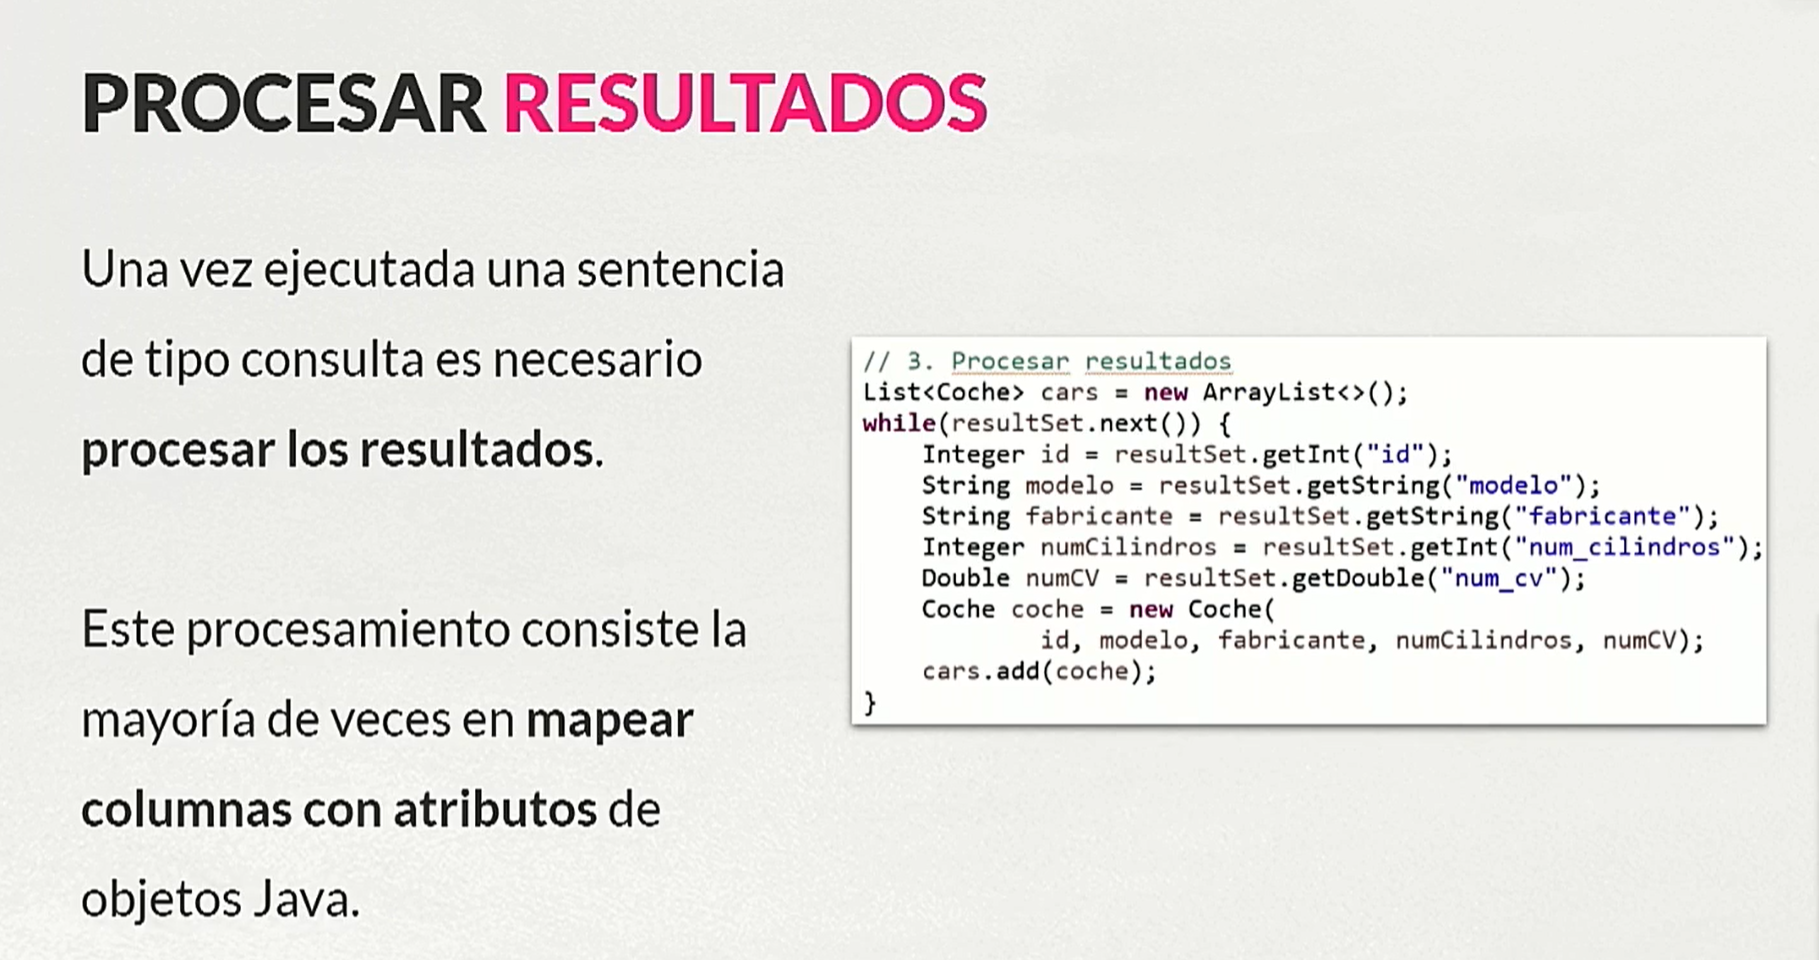 PROCESAR RESULTADOS
Una vez ejecutada una sentencia
de tipo consulta es necesario
procesar los resultados.
Este procesamiento consiste la
mayoría de veces en mapear
columnas con atributos de
objetos Java.
// 3. Procesar resultados
List<Coche> cars = new ArrayList<>();
while(resultSet.next()) {
    Integer id = resultSet.getInt("id");
    String modelo = resultSet.getString("modelo");
    String fabricante = resultSet.getString("fabricante");
    Integer numCilindros = resultSet.getInt("num_cilindros");
    Double numCV = resultSet.getDouble("num_cv");
    Coche coche = new Coche(
            id, modelo, fabricante, numCilindros, numCV);
    cars.add(coche);
}